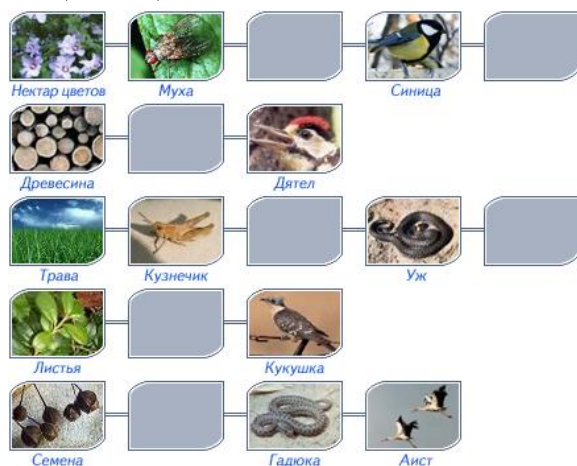 Нектар цветов Муха Синица
Древесина Дятел
Трава Кузнечик Уж
Листья Кукушка
Семена Гадюка Аист